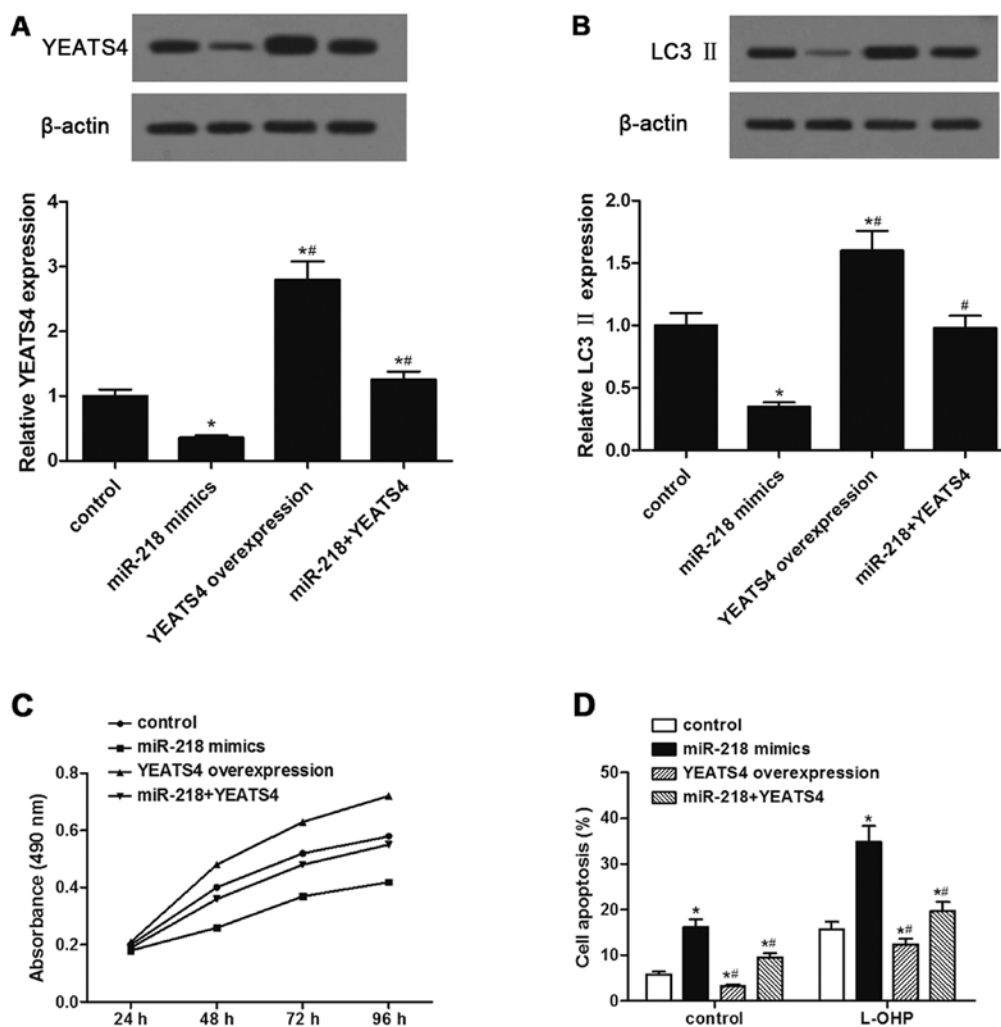 A
YEATS4
β-actin
Relative YEATS4 expression
4
3
2
1
0
*
*#
*#
control
miR-218 mimics
YEATS4 overexpression
miR-218+YEATS4
B
LC3 II
β-actin
Relative LC3 II expression
2.0
1.5
1.0
0.5
0.0
*
*#
#
control
miR-218 mimics
YEATS4 overexpression
miR-218+YEATS4
C
control
miR-218 mimics
YEATS4 overexpression
miR-218+YEATS4
Absorbance (490 nm)
0.8
0.6
0.4
0.2
0.0
24 h 48 h 72 h 96 h
D
control
miR-218 mimics
YEATS4 overexpression
miR-218+YEATS4
Cell apoptosis (%)
50
40
30
20
10
0
*
*#
*#
*
*#
*#
control L-OHP